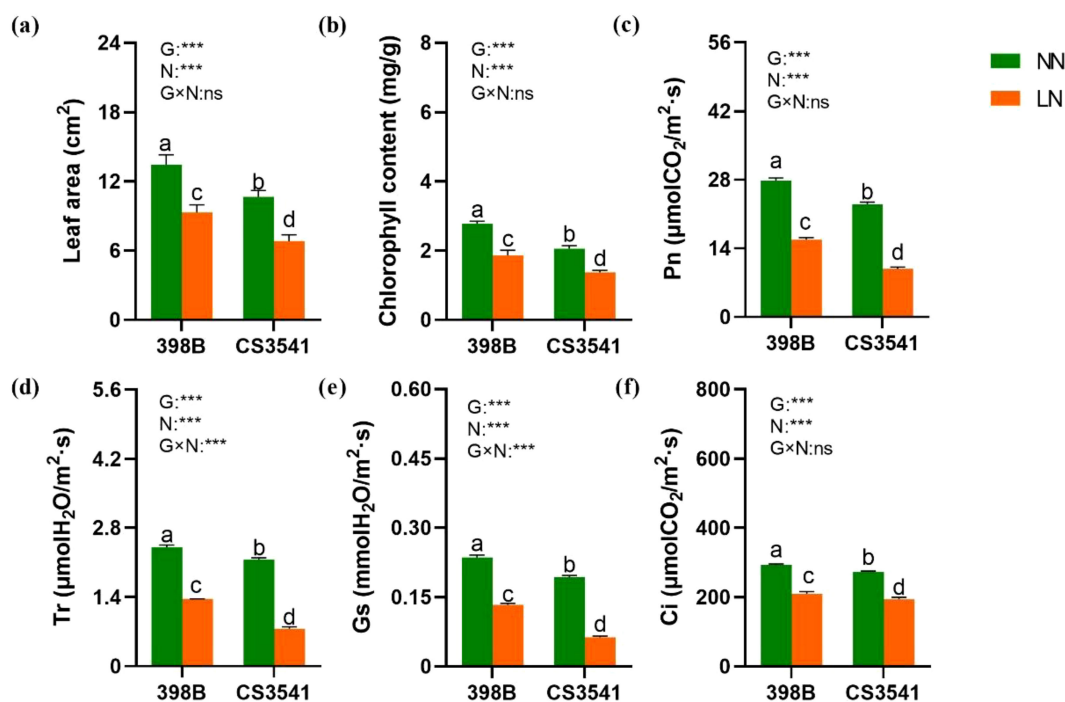 (a)
Leaf area (cm²)
24
18
12
6
0
G:***
N:***
G×N:ns
a
c
b
d
398B
CS3541
(b)
Chlorophyll content (mg/g)
8
6
4
2
0
G:***
N:***
G×N:ns
a
c
b
d
398B
CS3541
(c)
Pn (μmolCO₂/m²·s)
56
42
28
14
0
G:***
N:***
G×N:ns
a
c
b
d
398B
CS3541
NN
LN
(d)
Tr (μmolH₂O/m²·s)
5.6
4.2
2.8
1.4
0
G:***
N:***
G×N:***
a
c
b
d
398B
CS3541
(e)
Gs (mmolH₂O/m²·s)
0.60
0.45
0.30
0.15
0
G:***
N:***
G×N:***
a
c
b
d
398B
CS3541
(f)
Ci (μmolCO₂/m²·s)
800
600
400
200
0
G:***
N:***
G×N:ns
a
c
b
d
398B
CS3541